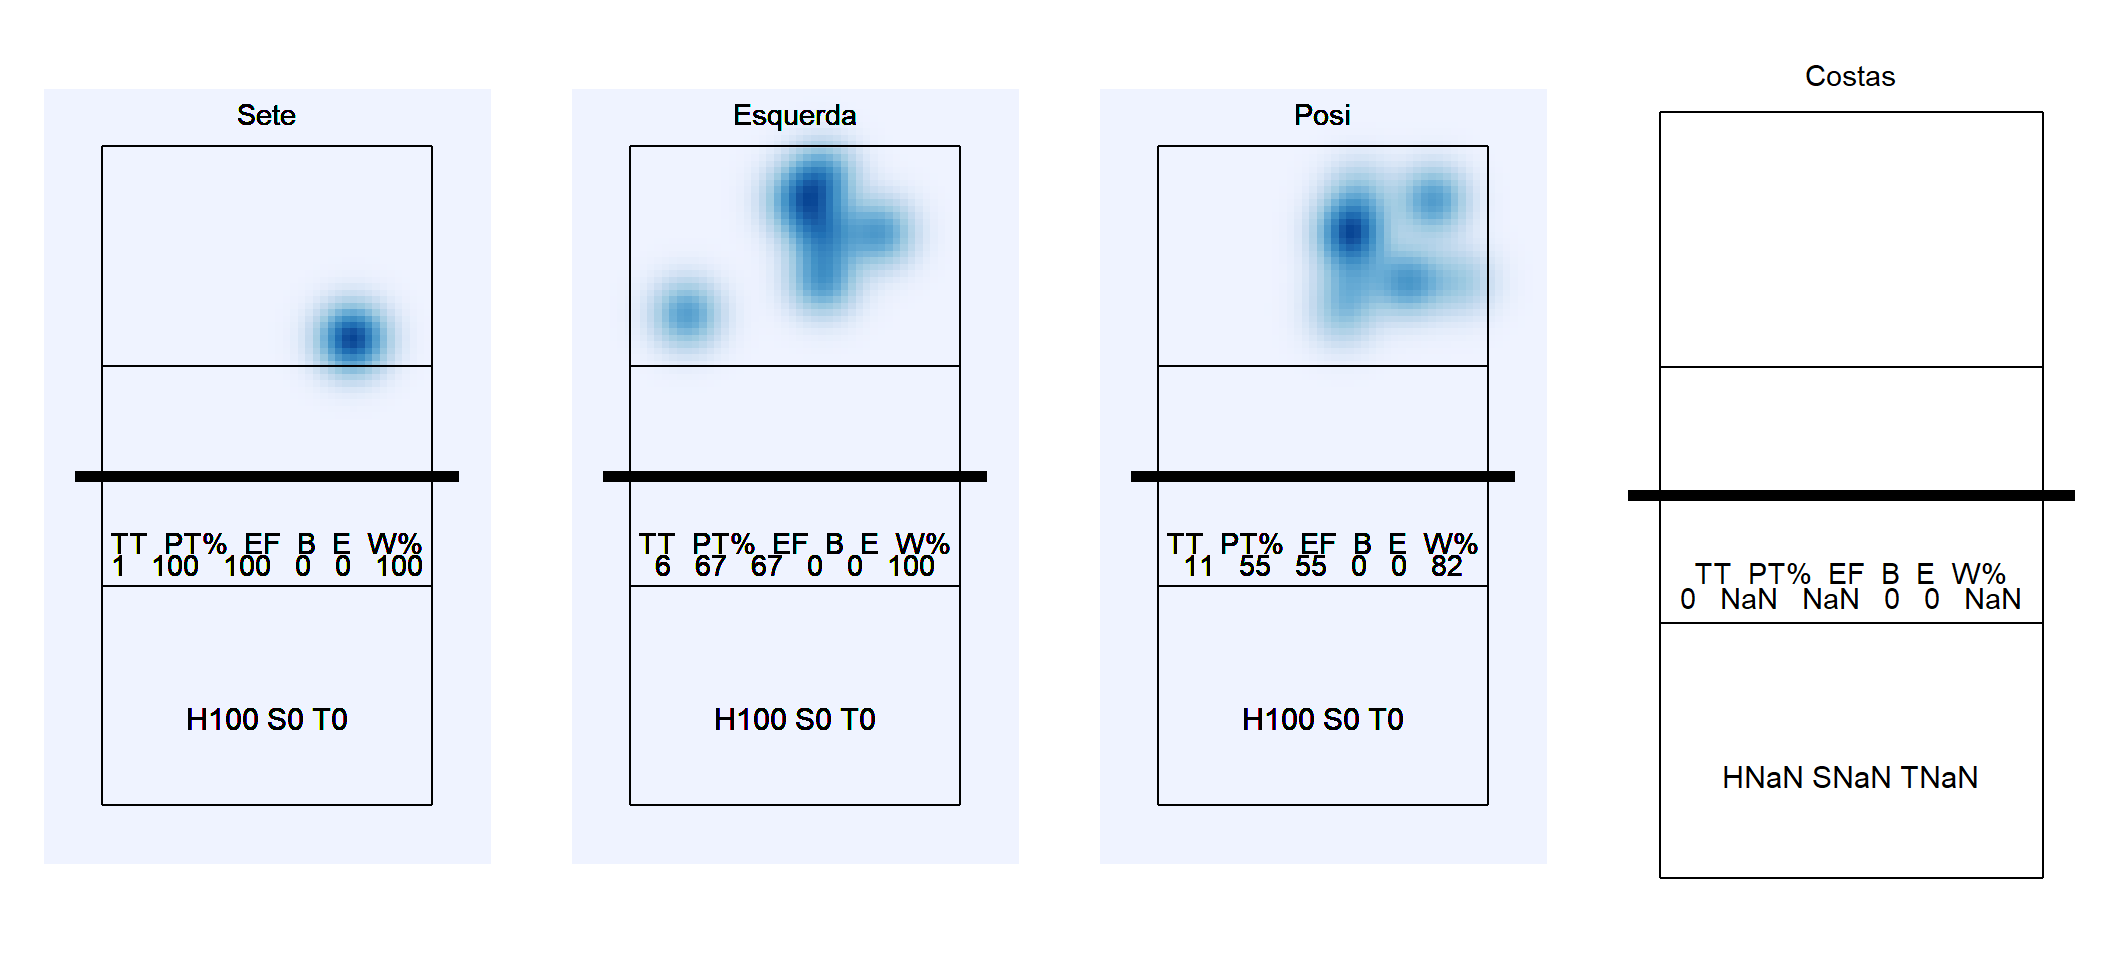 Sete
TT PT% EF B E W%
1 100 100 0 0 100
H100 S0 T0
Esquerda
TT PT% EF B E W%
6 67 67 0 0 100
H100 S0 T0
Posi
TT PT% EF B E W%
11 55 55 0 0 82
H100 S0 T0
Costas
TT PT% EF B E W%
0 NaN NaN 0 0 NaN
HNaN SNaN TNaN